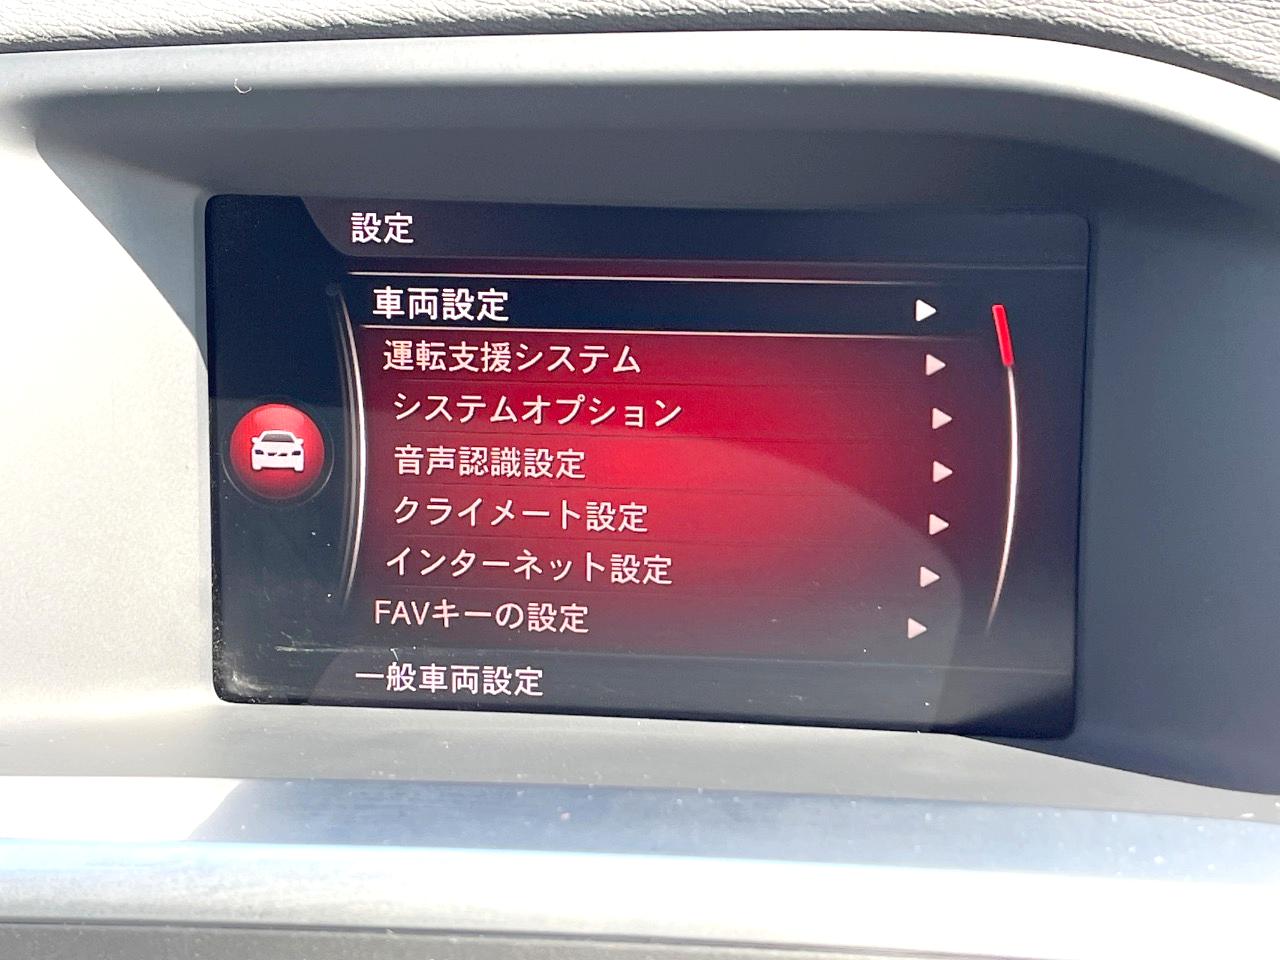 設定
車両設定
運転支援システム
システムオプション
音声認識設定
クライメート設定
インターネット設定
FAVキーの設定
一般車両設定